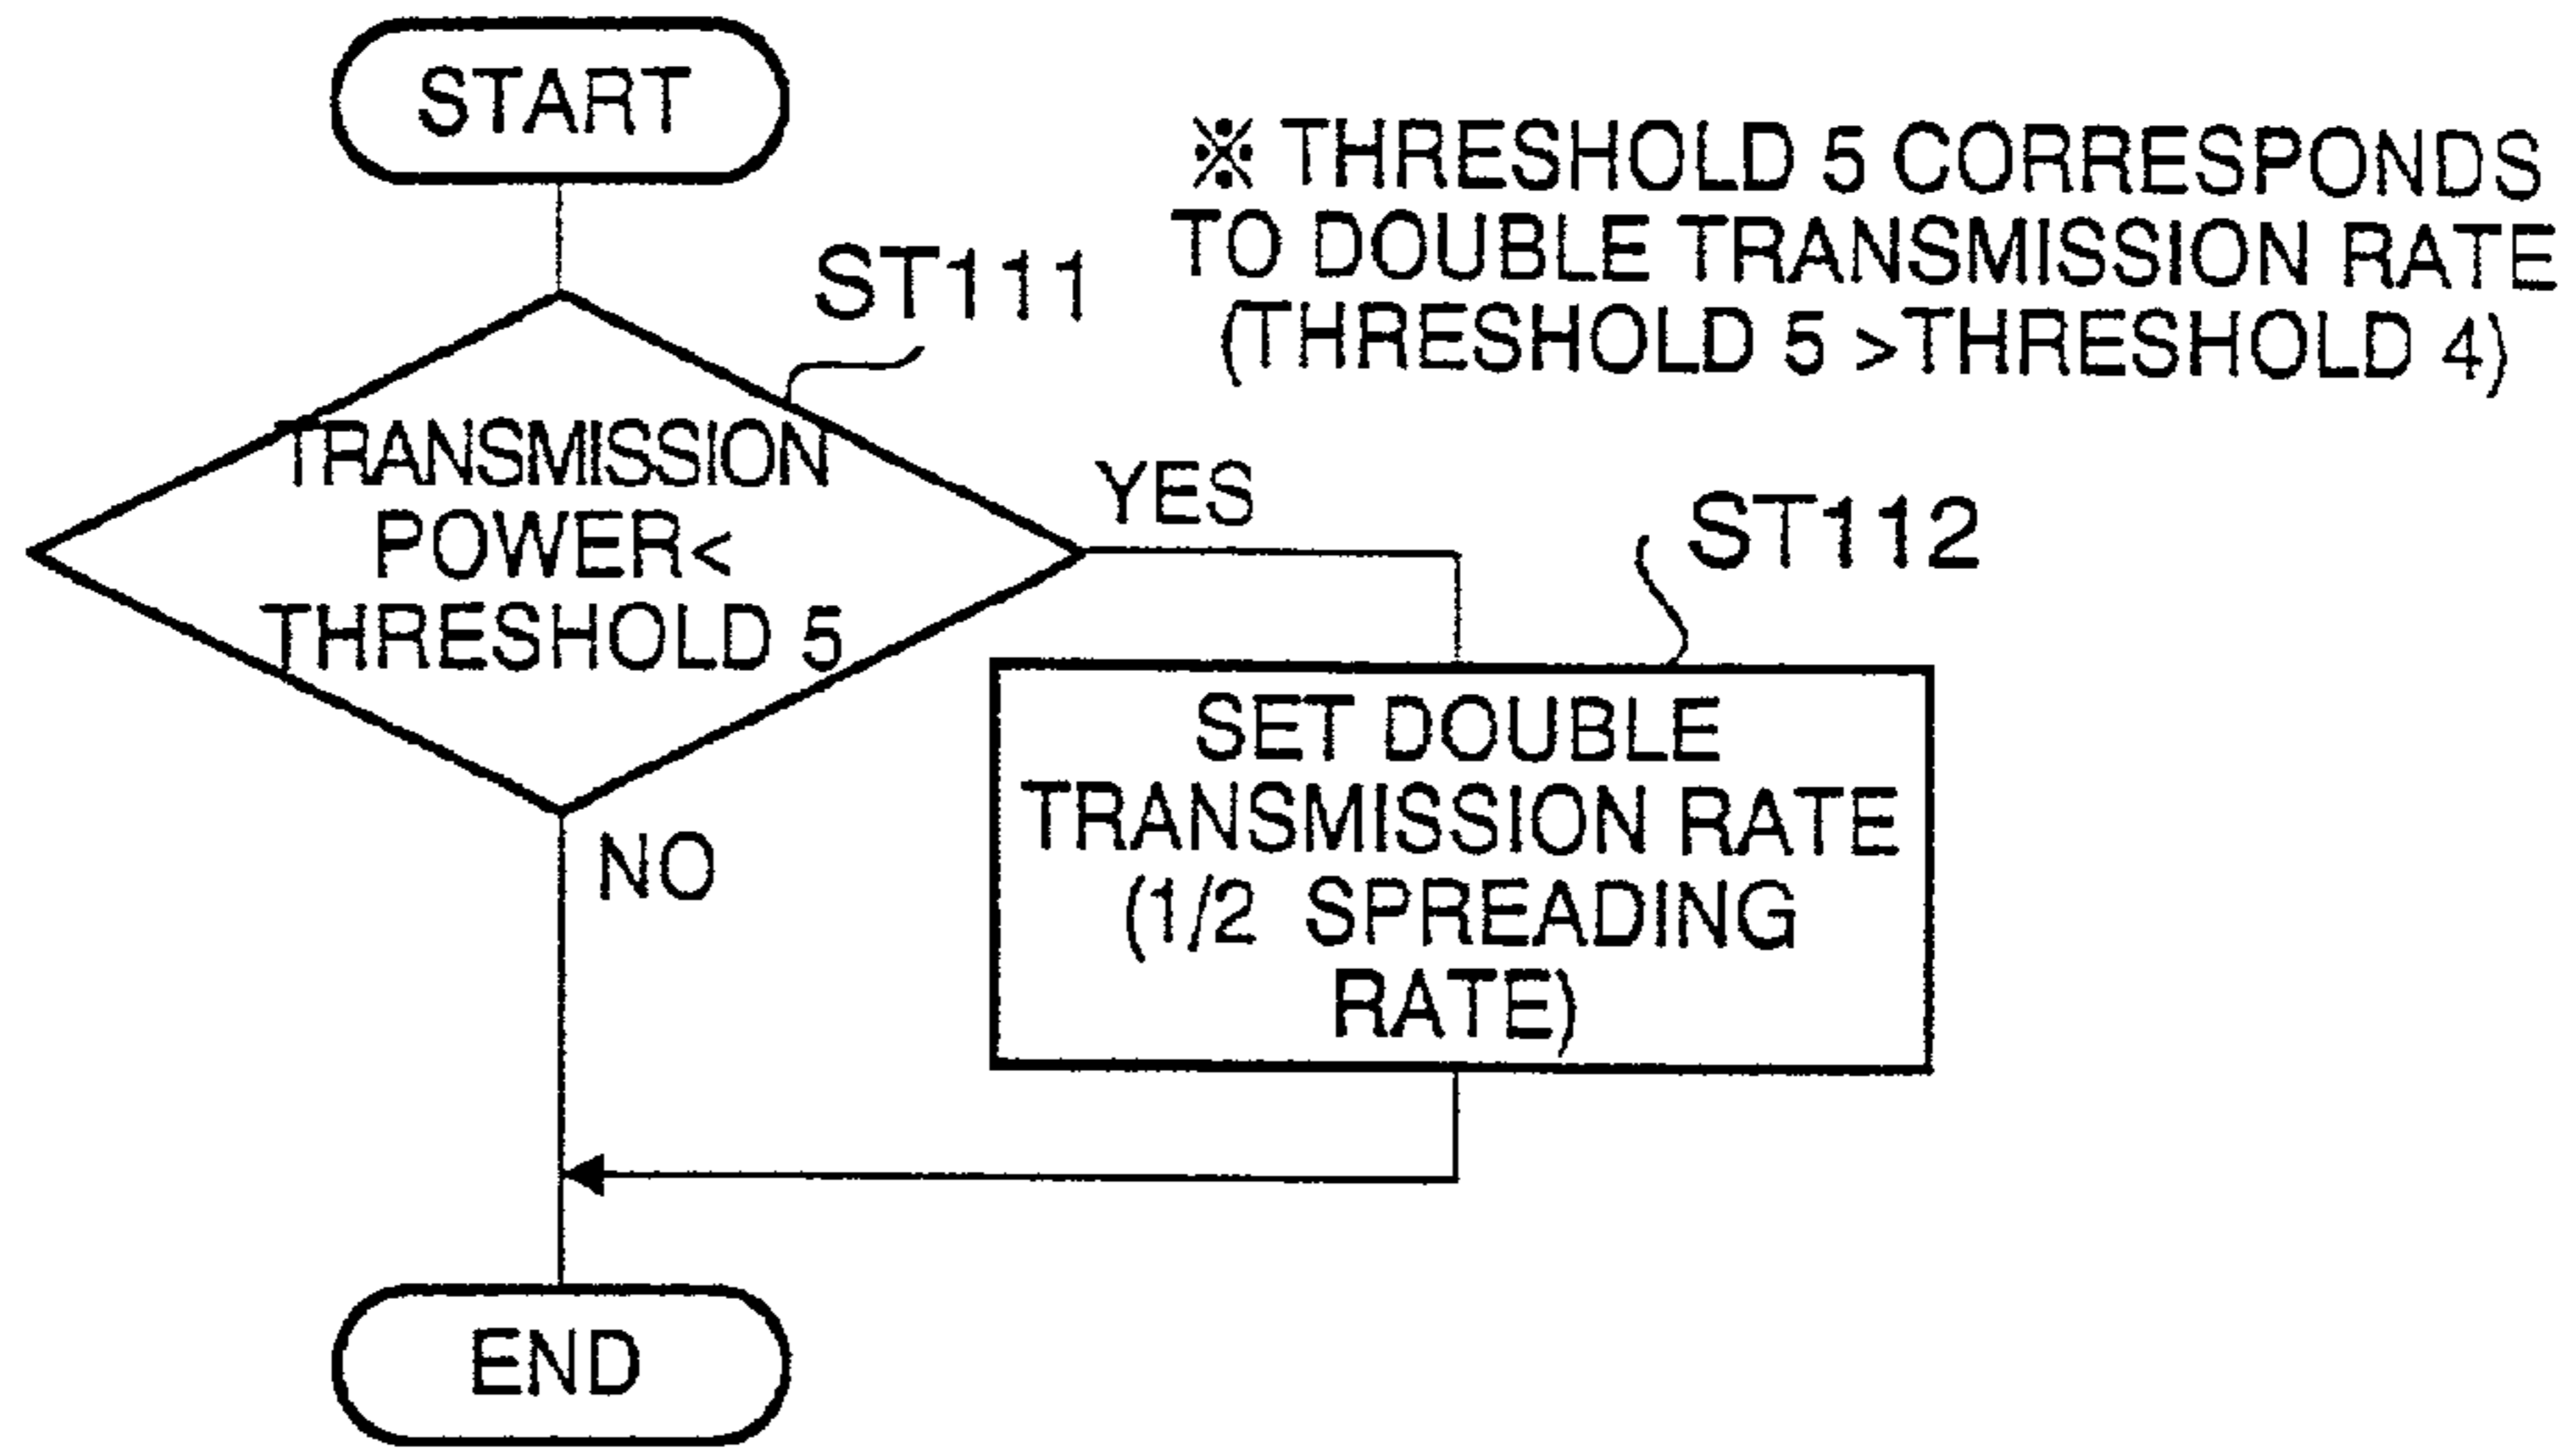 START
※ THRESHOLD 5 CORRESPONDS
TO DOUBLE TRANSMISSION RATE
(THRESHOLD 5 >THRESHOLD 4)
ST111
TRANSMISSION
POWER<
THRESHOLD 5
YES
NO
ST112
SET DOUBLE
TRANSMISSION RATE
(1/2 SPREADING
RATE)
END